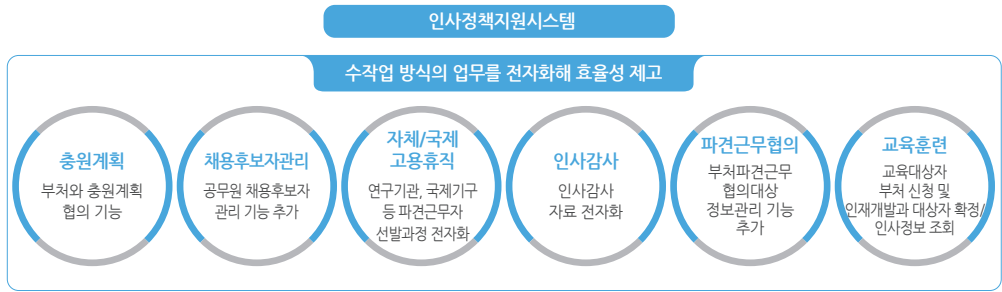 인사정책지원시스템
수작업 방식의 업무를 전자화해 효율성 제고
충원계획
부처와 충원계획
협의 기능
채용후보자관리
공무원 채용후보자
관리 기능 추가
자체/국제
고용휴직
연구기관, 국제기구
등 파견근무자
선발과정 전자화
인사감사
인사감사
자료 전자화
파견근무협의
부처파견근무
협의대상
정보관리 기능
추가
교육훈련
교육대상자
부처 신청 및
인재개발과 대상자 확정/
인사정보 조회